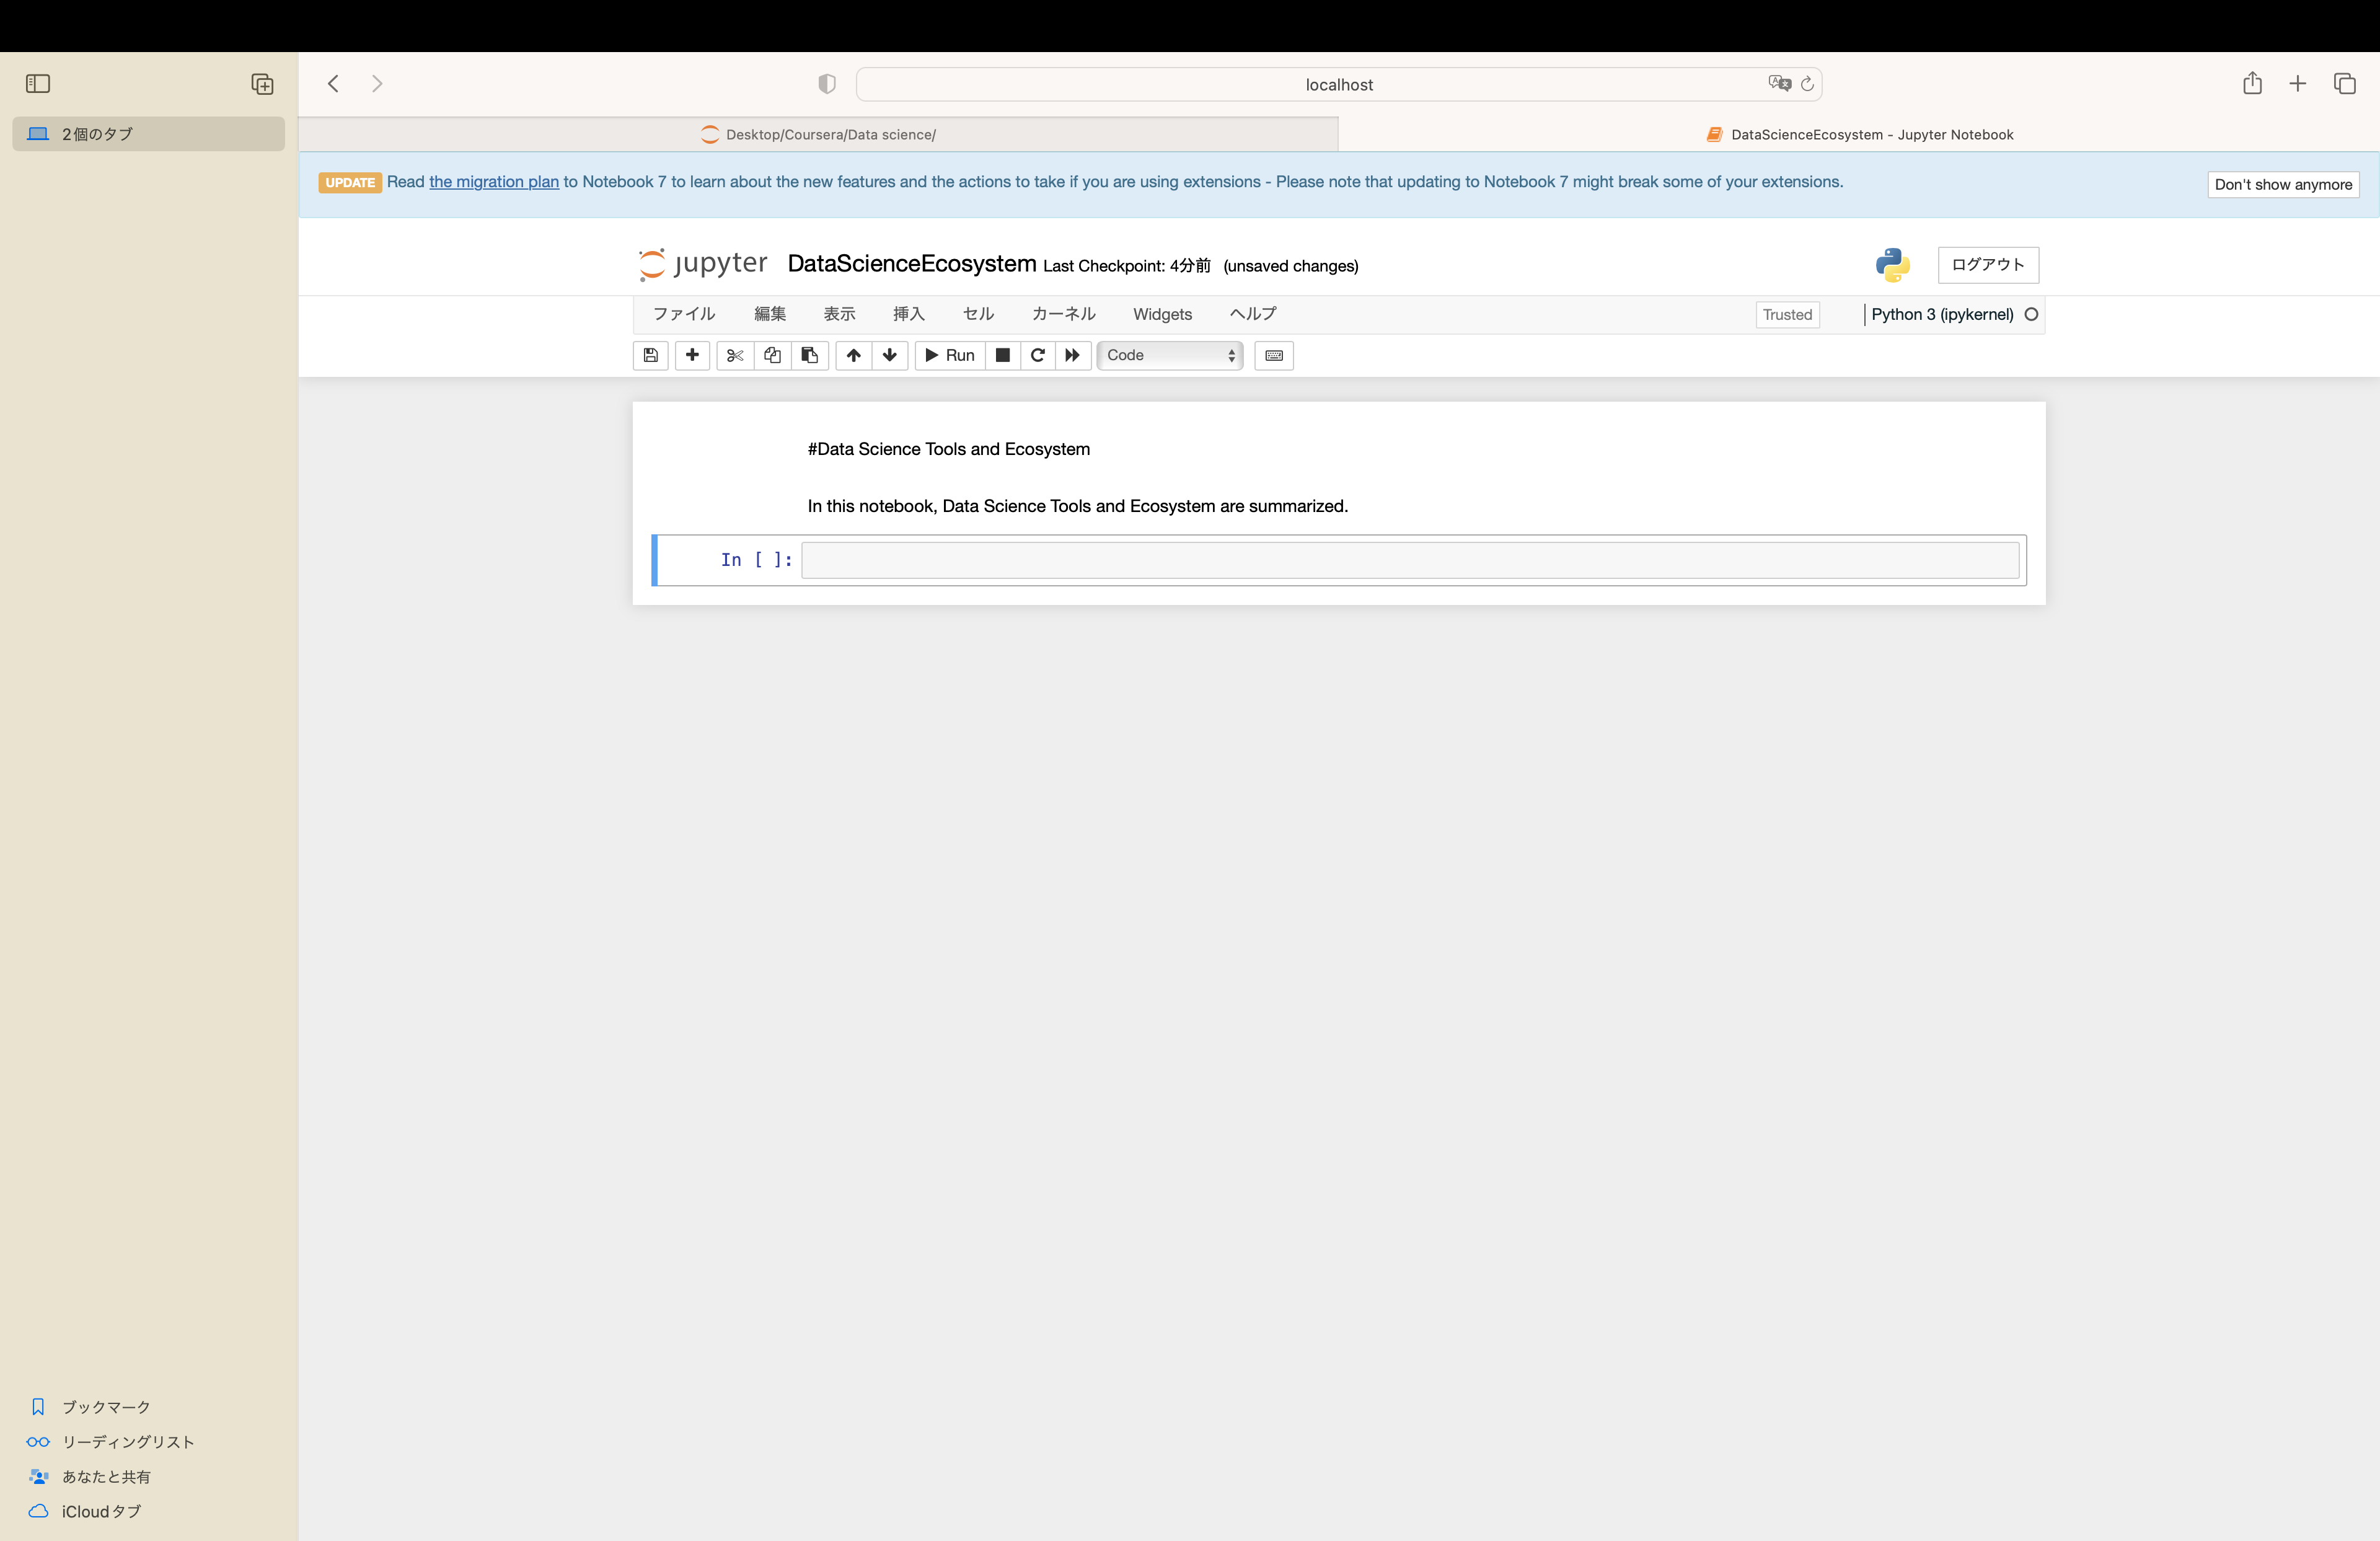 localhost
2個のタブ
Desktop/Coursera/Data science/
DataScienceEcosystem - Jupyter Notebook
UPDATE Read the migration plan to Notebook 7 to learn about the new features and the actions to take if you are using extensions - Please note that updating to Notebook 7 might break some of your extensions.
Don't show anymore
jupyter DataScienceEcosystem Last Checkpoint: 4分前 (unsaved changes)
ログアウト
ファイル 編集 表示 挿入 セル カーネル Widgets ヘルプ
Trusted
Python 3 (ipykernel)
Run
Code
#Data Science Tools and Ecosystem
In this notebook, Data Science Tools and Ecosystem are summarized.
In [ ]:
ブックマーク
リーディングリスト
あなたと共有
iCloudタブ